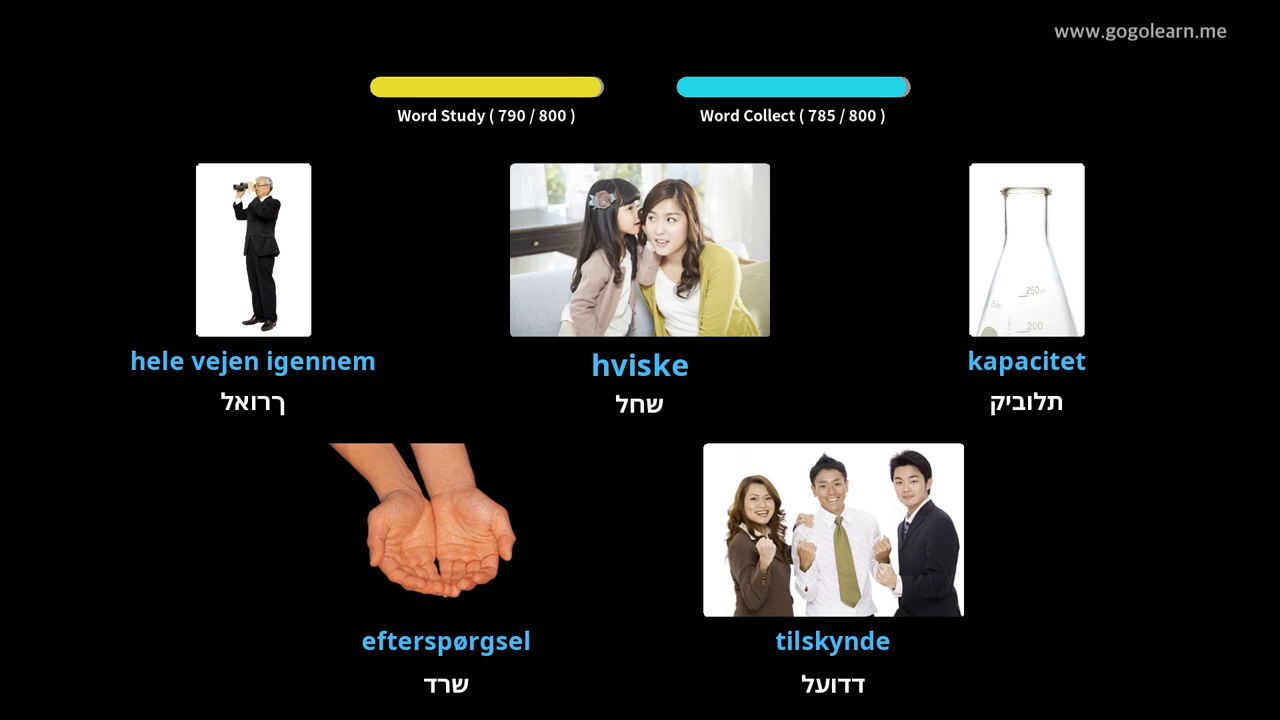 www.gogolearn.me
Word Study ( 790 / 800 )
Word Collect ( 785 / 800 )
hele vejen igennem
ךרואל
hviske
שחל
kapacitet
תלוביק
efterspørgsel
שרד
tilskynde
דדועל